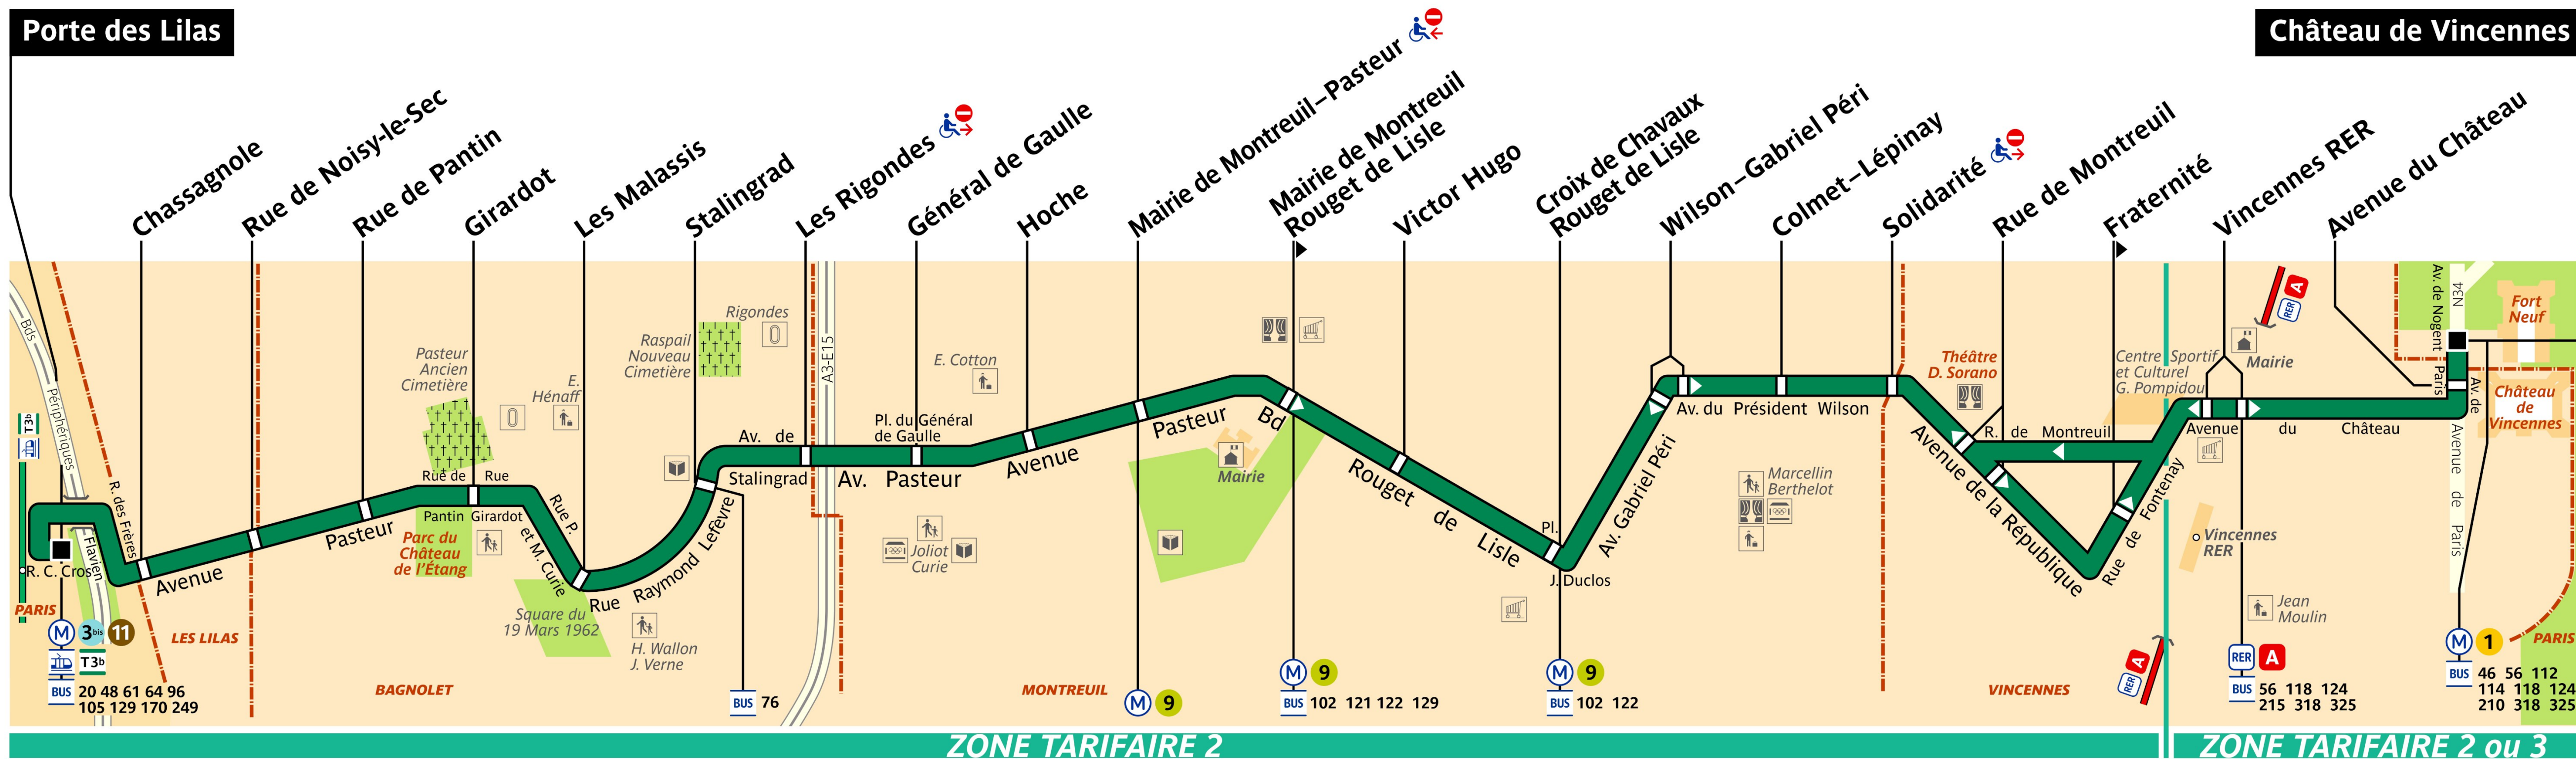 Porte des Lilas
Château de Vincennes
Chassagnole
Rue de Noisy-le-Sec
Rue de Pantin
Girardot
Les Malassis
Stalingrad
Les Rigondes
Général de Gaulle
Hoche
Mairie de Montreuil–Pasteur
Mairie de Montreuil
Rouget de Lisle
Victor Hugo
Croix de Chavaux
Rouget de Lisle
Wilson–Gabriel Péri
Colmet–Lépinay
Solidarité
Rue de Montreuil
Fraternité
Vincennes RER
Avenue du Château
Bds
Périphériques
T3b
R. C. Cros
Flavien
R. des Frères
PARIS
M 3bis 11
T3b
BUS 20 48 61 64 96
105 129 170 249
LES LILAS
Avenue
Pasteur
Pasteur
Ancien
Cimetière
Rue de
Pantin
Rue
Girardot
Parc du
Château
de l'Étang
BAGNOLET
E.
Hénaff
Rue P.
et M. Curie
Square du
19 Mars 1962
Rue Raymond Lefèvre
H. Wallon
J. Verne
Raspail
Nouveau
Cimetière
Rigondes
Av. de
Stalingrad
BUS 76
A3-E15
Av. Pasteur
Pl. du Général
de Gaulle
E. Cotton
Joliot
Curie
Avenue
Pasteur
MONTREUIL
M 9
Bd
Mairie
M 9
BUS 102 121 122 129
Rouget de Lisle
Pl.
J. Duclos
M 9
BUS 102 122
Av. Gabriel Péri
Av. du Président Wilson
Marcellin
Berthelot
Théâtre
D. Sorano
Avenue de la République
R. de Montreuil
Rue de Fontenay
Centre Sportif
et Culturel
G. Pompidou
VINCENNES
RER A
RER A
Mairie
Avenue du Château
Vincennes
RER
Jean
Moulin
RER A
BUS 56 118 124
215 318 325
Av. de Nogent
N34
Paris
Av. de
Avenue de Paris
Fort
Neuf
Château
de
Vincennes
M 1
PARIS
BUS 46 56 112
114 118 124
210 318 325
ZONE TARIFAIRE 2
ZONE TARIFAIRE 2 ou 3